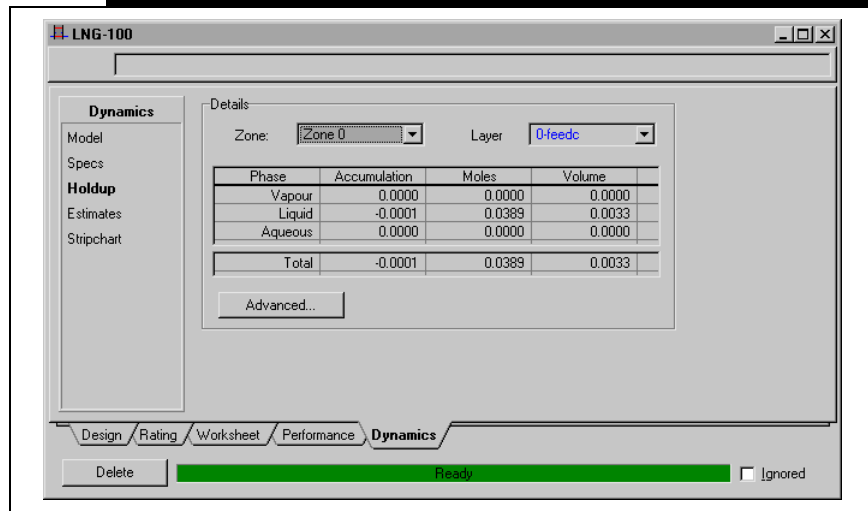 LNG-100
Dynamics
Model
Specs
Holdup
Estimates
Stripchart
Details
Zone: Zone 0 Layer 0-feedc
Phase Accumulation Moles Volume
Vapour 0.0000 0.0000 0.0000
Liquid -0.0001 0.0389 0.0033
Aqueous 0.0000 0.0000 0.0000
Total -0.0001 0.0389 0.0033
Advanced...
Design Rating Worksheet Performance Dynamics
Delete Ready Ignored